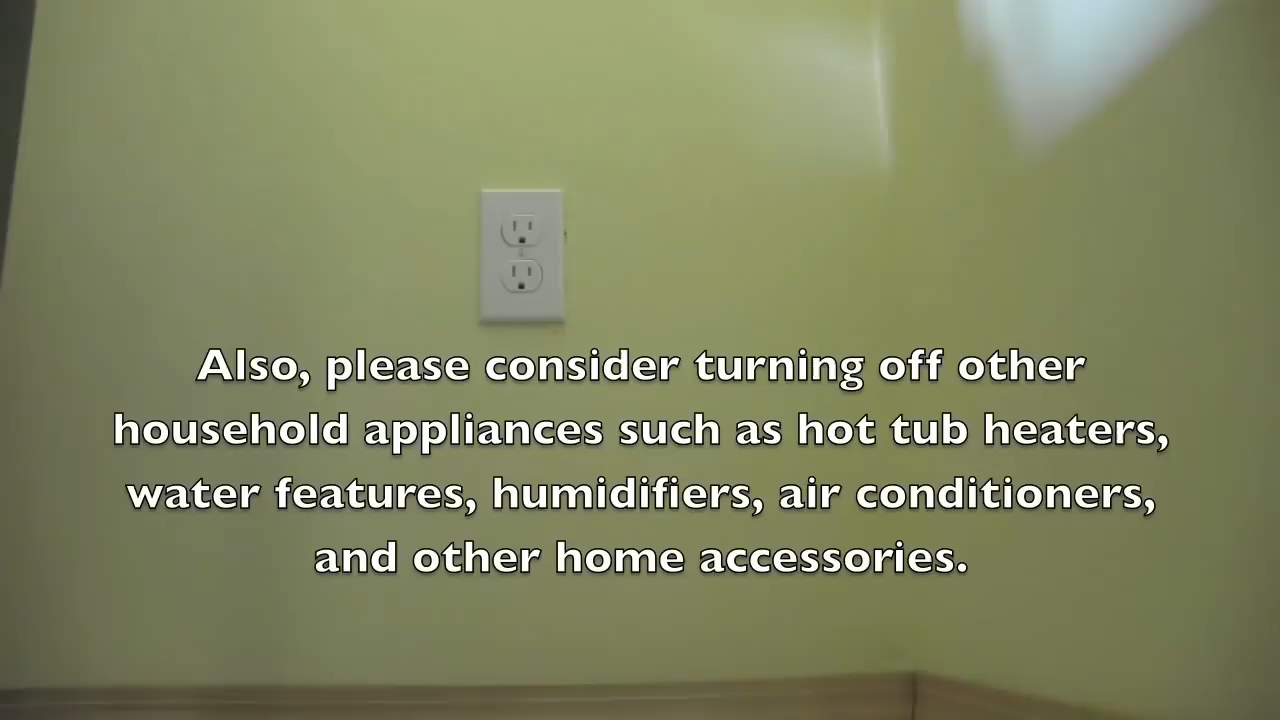 Also, please consider turning off other
household appliances such as hot tub heaters,
water features, humidifiers, air conditioners,
and other home accessories.